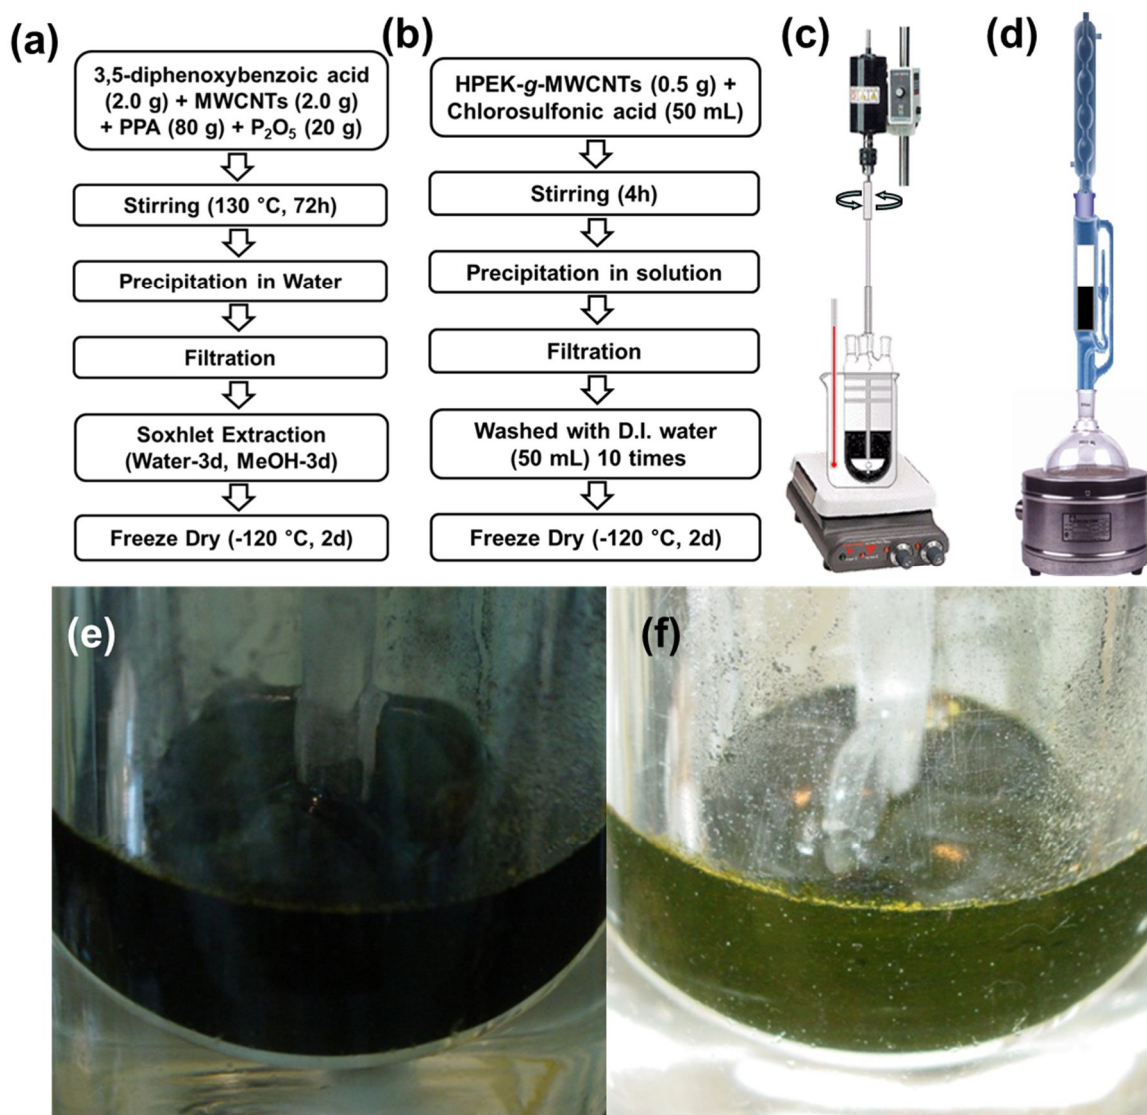 (a)
3,5-diphenoxybenzoic acid
(2.0 g) + MWCNTs (2.0 g)
+ PPA (80 g) + P₂O₅ (20 g)
Stirring (130 °C, 72h)
Precipitation in Water
Filtration
Soxhlet Extraction
(Water-3d, MeOH-3d)
Freeze Dry (-120 °C, 2d)
(b)
HPEK-g-MWCNTs (0.5 g) +
Chlorosulfonic acid (50 mL)
Stirring (4h)
Precipitation in solution
Filtration
Washed with D.I. water
(50 mL) 10 times
Freeze Dry (-120 °C, 2d)
(c)
(d)
(e)
(f)